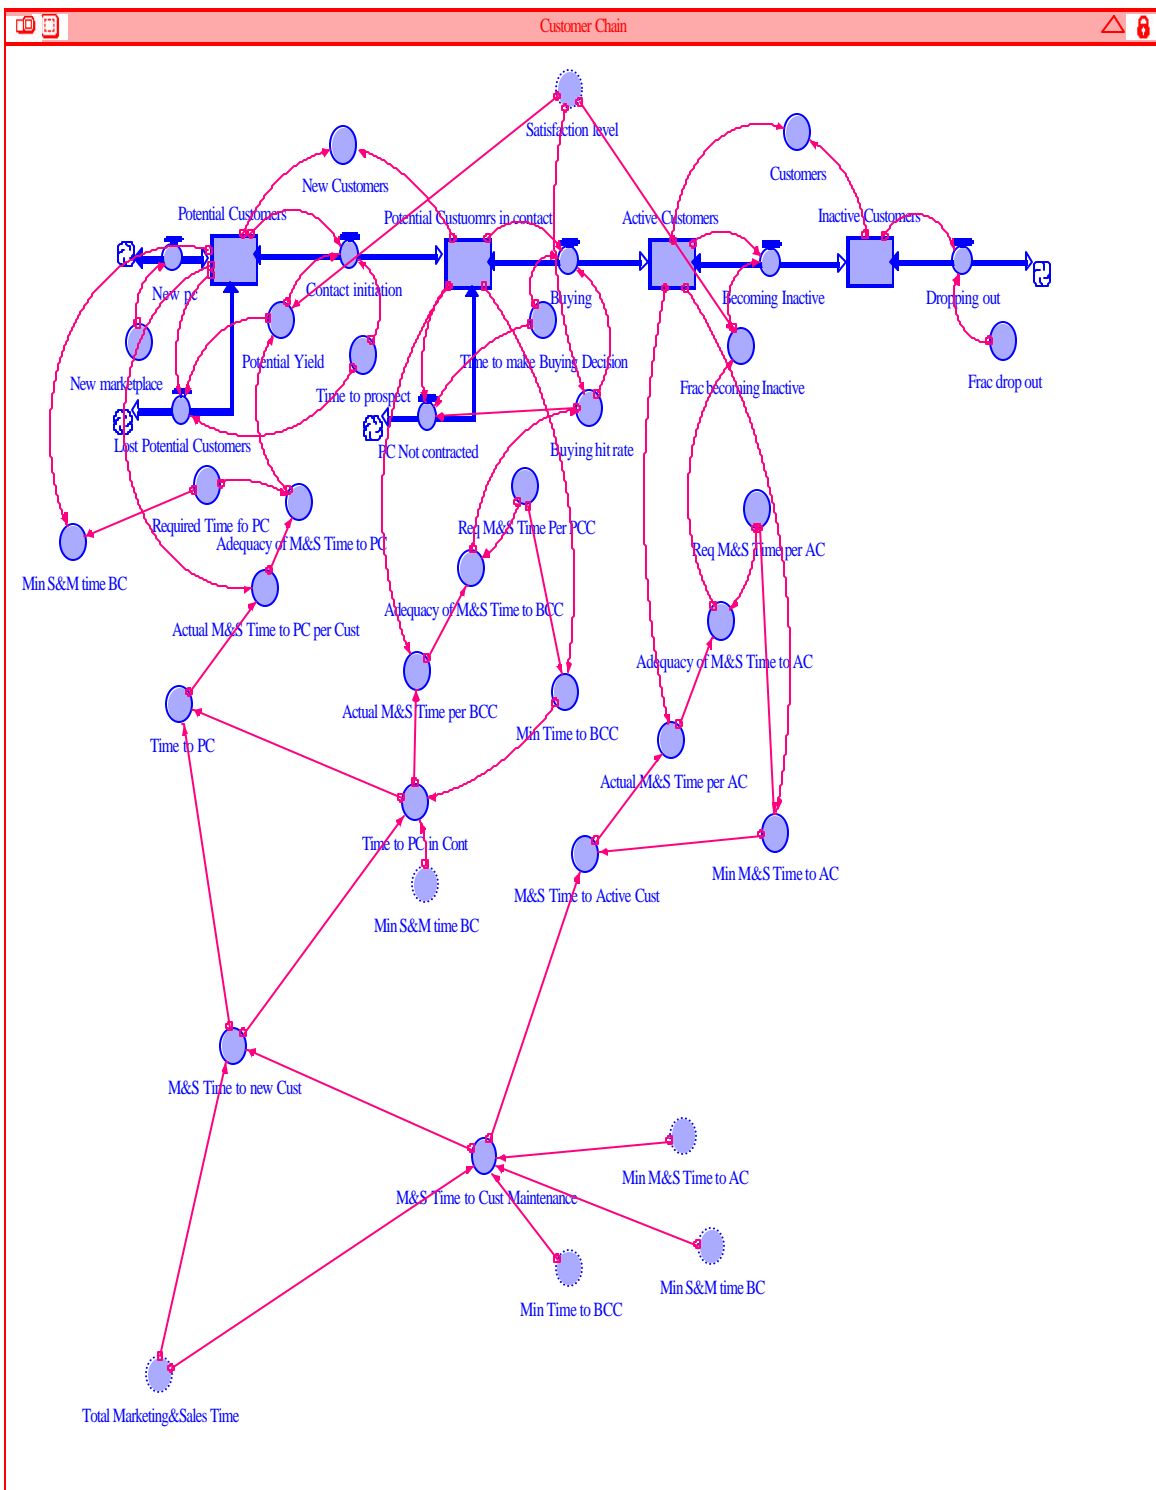 Customer Chain
Satisfaction level
Customers
New Customers
Potential Customers
Potential Custuomrs in contact
Active Customers
Inactive Customers
New pc
Contact initiation
Buying
Becoming Inactive
Dropping out
New marketplace
Potential Yield
Time to make Buying Decision
Time to prospect
Frac becoming Inactive
Frac drop out
Lost Potential Customers
PC Not contracted
Buying hit rate
Required Time fo PC
Adequacy of M&S Time to PC
Req M&S Time Per PCC
Req M&S Time per AC
Min S&M time BC
Adequacy of M&S Time to BCC
Actual M&S Time to PC per Cust
Adequacy of M&S Time to AC
Actual M&S Time per BCC
Min Time to BCC
Time to PC
Actual M&S Time per AC
Time to PC in Cont
Min M&S Time to AC
M&S Time to Active Cust
Min S&M time BC
M&S Time to new Cust
Min M&S Time to AC
M&S Time to Cust Maintenance
Min S&M time BC
Min Time to BCC
Total Marketing&Sales Time